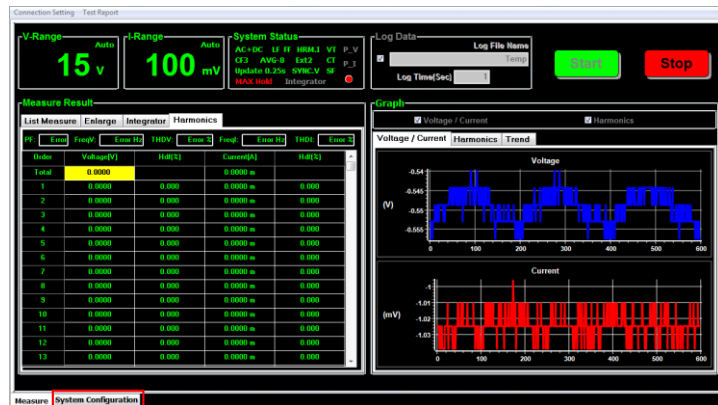 Connection Setting Test Report
V-Range
Auto
15 V
I-Range
Auto
100 mV
System Status
AC+DC LF FF HRM.1 VT P_V
CF3 AVG-8 Ext2 CT P_I
Update 0.25s SYNC.V SF
MAX Hold Integrator
Log Data
Log File Name
Temp
Log Time(Sec) 1
Start
Stop
Measure Result
List Measure Enlarge Integrator Harmonics
PF: Error FreqV: Error Hz THDV: Error % FreqI: Error Hz THDI: Error %
Order Voltage(V) Hdf(%) Current(A) Hdf(%)
Total 0.0000 0.0000 m
1 0.0000 0.000 0.0000 m 0.000
2 0.0000 0.000 0.0000 m 0.000
3 0.0000 0.000 0.0000 m 0.000
4 0.0000 0.000 0.0000 m 0.000
5 0.0000 0.000 0.0000 m 0.000
6 0.0000 0.000 0.0000 m 0.000
7 0.0000 0.000 0.0000 m 0.000
8 0.0000 0.000 0.0000 m 0.000
9 0.0000 0.000 0.0000 m 0.000
10 0.0000 0.000 0.0000 m 0.000
11 0.0000 0.000 0.0000 m 0.000
12 0.0000 0.000 0.0000 m 0.000
13 0.0000 0.000 0.0000 m 0.000
Graph
Voltage / Current Harmonics
Voltage / Current Harmonics Trend
Voltage
(V)
-0.54
-0.545
-0.55
-0.555
0 100 200 300 400 500 600
Current
(mV)
-1
-1.01
-1.02
-1.03
0 100 200 300 400 500 600
Measure System Configuration